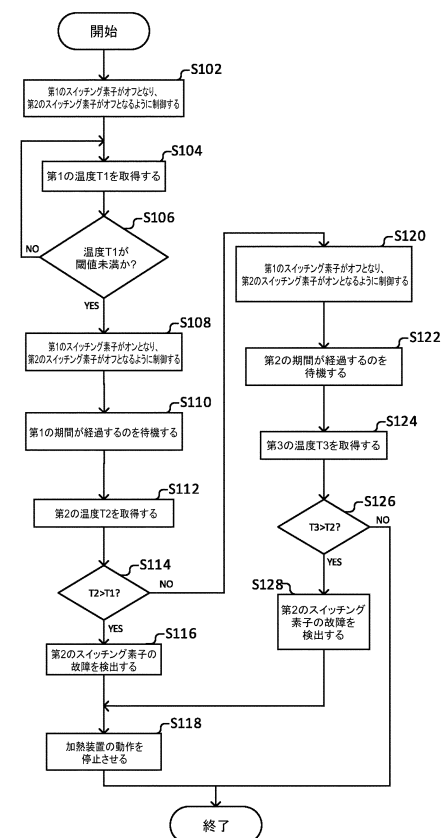 開始
S102
第1のスイッチング素子がオフとなり、
第2のスイッチング素子がオフとなるように制御する
S104
第1の温度T1を取得する
S106
温度T1が
閾値未満か?
NO
YES
S108
第1のスイッチング素子がオンとなり、
第2のスイッチング素子がオフとなるように制御する
S110
第1の期間が経過するのを待機する
S112
第2の温度T2を取得する
S114
T2>T1?
NO
YES
S116
第2のスイッチング素子の
故障を検出する
S118
加熱装置の動作を
停止させる
S120
第1のスイッチング素子がオフとなり、
第2のスイッチング素子がオンとなるように制御する
S122
第2の期間が経過するのを
待機する
S124
第3の温度T3を取得する
S126
T3>T2?
NO
YES
S128
第2のスイッチング
素子の故障を
検出する
終了